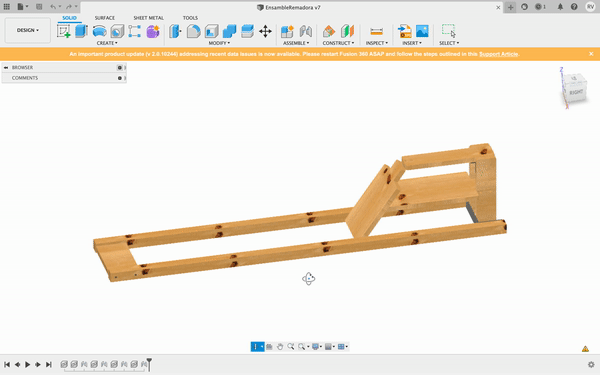 EnsambleRemadora v7
RV
SOLID SURFACE SHEET METAL TOOLS
DESIGN
CREATE MODIFY ASSEMBLE CONSTRUCT INSPECT INSERT SELECT
An important product update (v 2.0.16244) addressing recent data issues is now available. Please restart Fusion 360 ASAP and follow the steps outlined in this Support Article.
BROWSER
COMMENTS
Z
RIGHT